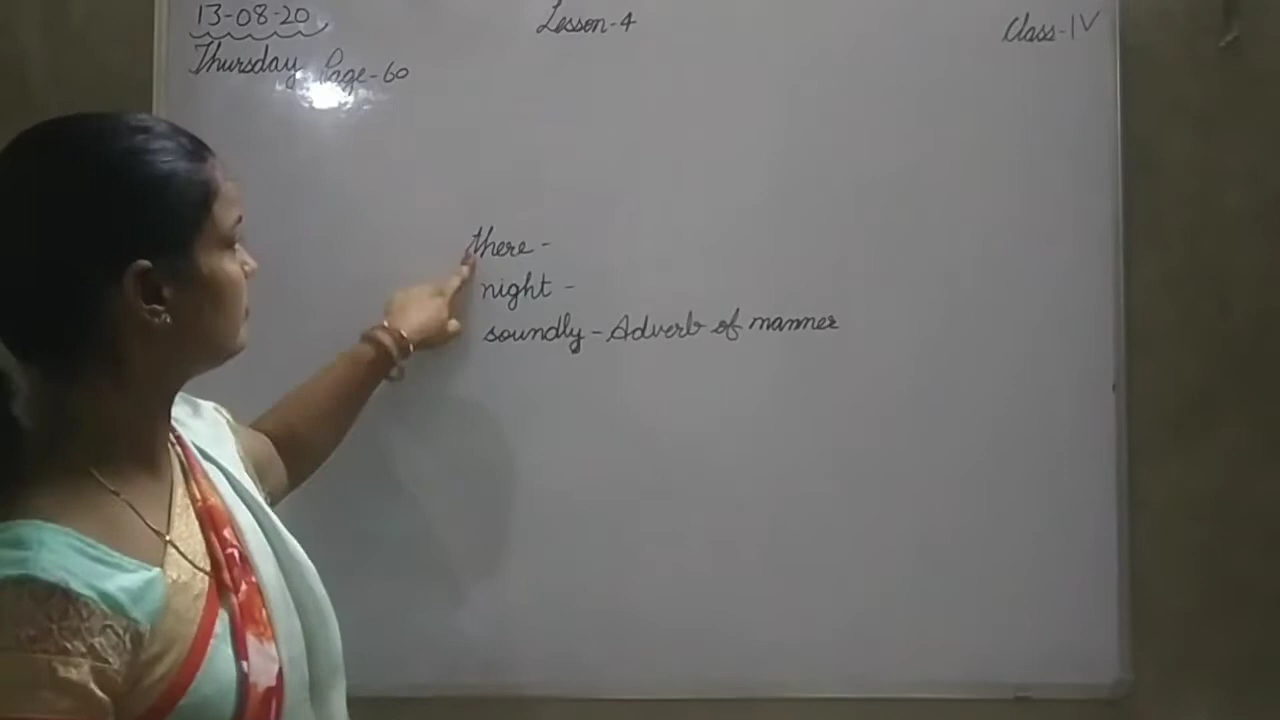 13-08-20
Lesson-4
Class-IV
Thursday Page-60
there -
night -
soundly - Adverb of manner